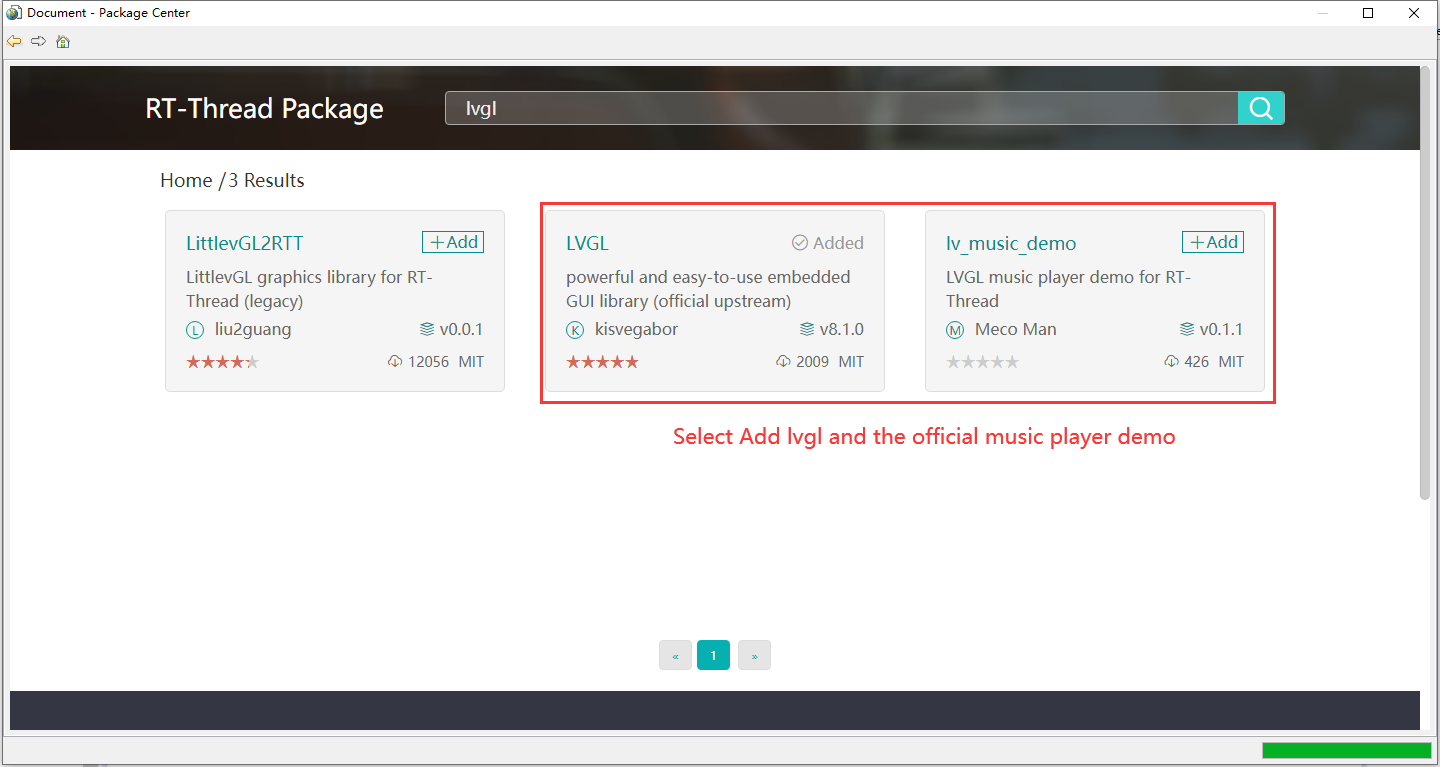 Document - Package Center
RT-Thread Package
lvgl
Home /3 Results
LittlevGL2RTT
+Add
LittlevGL graphics library for RT-
Thread (legacy)
L liu2guang
v0.0.1
12056 MIT
LVGL
Added
powerful and easy-to-use embedded
GUI library (official upstream)
K kisvegabor
v8.1.0
2009 MIT
lv_music_demo
+Add
LVGL music player demo for RT-
Thread
M Meco Man
v0.1.1
426 MIT
Select Add lvgl and the official music player demo
« 1 »